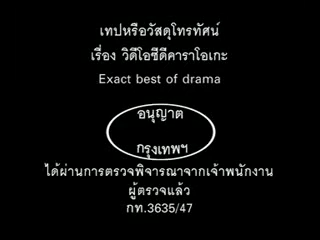 เทปหรือวัสดุโทรทัศน์
เรื่อง วิดีโอซีดีคาราโอเกะ
Exact best of drama
อนุญาต
กรุงเทพฯ
ได้ผ่านการตรวจพิจารณาจากเจ้าพนักงาน
ผู้ตรวจแล้ว
กท.3635/47